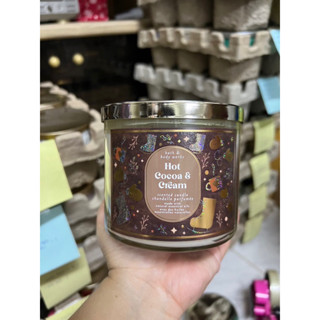 bath &
body works
Hot
Cocoa &
Cream
scented candle
chandelle parfumée